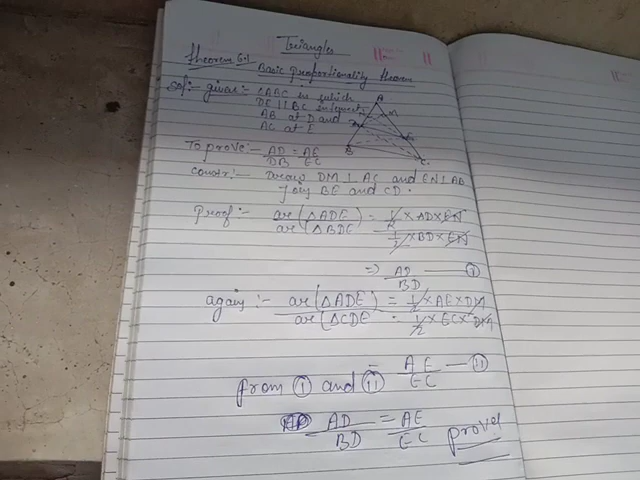 Triangles
Theorem 6.1
Basic proportionality theorem
Sol:- given:- ∠ABC in which
DE || BC
AB at D and
AC at E
A
N
E
B
C
To prove:- AD/DB = AE/EC
const:- Draw DM ⊥ AC and EN ⊥ AB
Join BE and CD.
proof:- ar(△ADE)/ar(△BDE = 1/2 × AD × EN / 1/2 × BD × EN
=> AD/BD — (i)
again:- ar(△ADE)/ar(△CDE = 1/2 × AE × DM / 1/2 × EC × DM
= AE/EC — (ii)
from (i) and (ii)
AD/BD = AE/EC proved